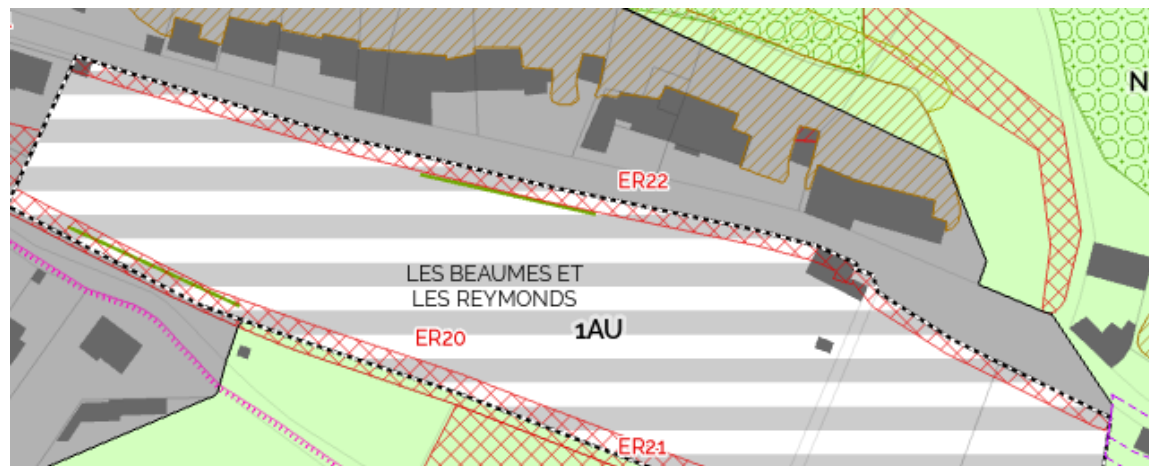 N
ER22
LES BEAUMES ET
LES REYMONDS
1AU
ER20
ER21